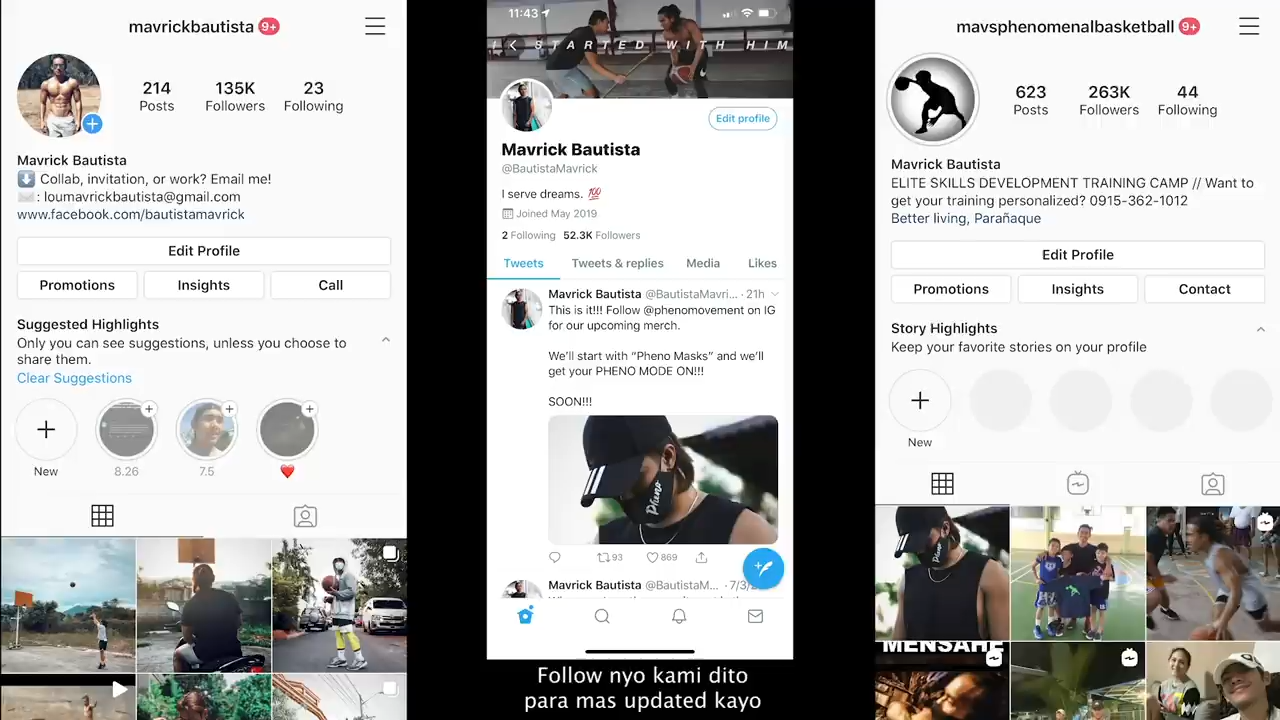 mavrickbautista 9+
214 135K 23
Posts Followers Following
Mavrick Bautista
⬇️ Collab, invitation, or work? Email me!
✉️: loumavrickbautista@gmail.com
www.facebook.com/bautistamavrick
Edit Profile
Promotions Insights Call
Suggested Highlights
Only you can see suggestions, unless you choose to
share them.
Clear Suggestions
New 8.26 7.5 ❤️
11:43
I STARTED WITH HIM
Edit profile
Mavrick Bautista
@BautistaMavrick
I serve dreams. 💯
Joined May 2019
2 Following 52.3K Followers
Tweets Tweets & replies Media Likes
Mavrick Bautista @BautistaMavri... · 21h
This is it!!! Follow @phenomovement on IG
for our upcoming merch.
We'll start with “Pheno Masks” and we'll
get your PHENO MODE ON!!!
SOON!!!
Pheno
93 869
Mavrick Bautista @BautistaM... · 7/3/2
Follow nyo kami dito
para mas updated kayo
mavsphenomenalbasketball 9+
623 263K 44
Posts Followers Following
Mavrick Bautista
ELITE SKILLS DEVELOPMENT TRAINING CAMP // Want to
get your training personalized? 0915-362-1012
Better living, Parañaque
Edit Profile
Promotions Insights Contact
Story Highlights
Keep your favorite stories on your profile
New
MENSAHE